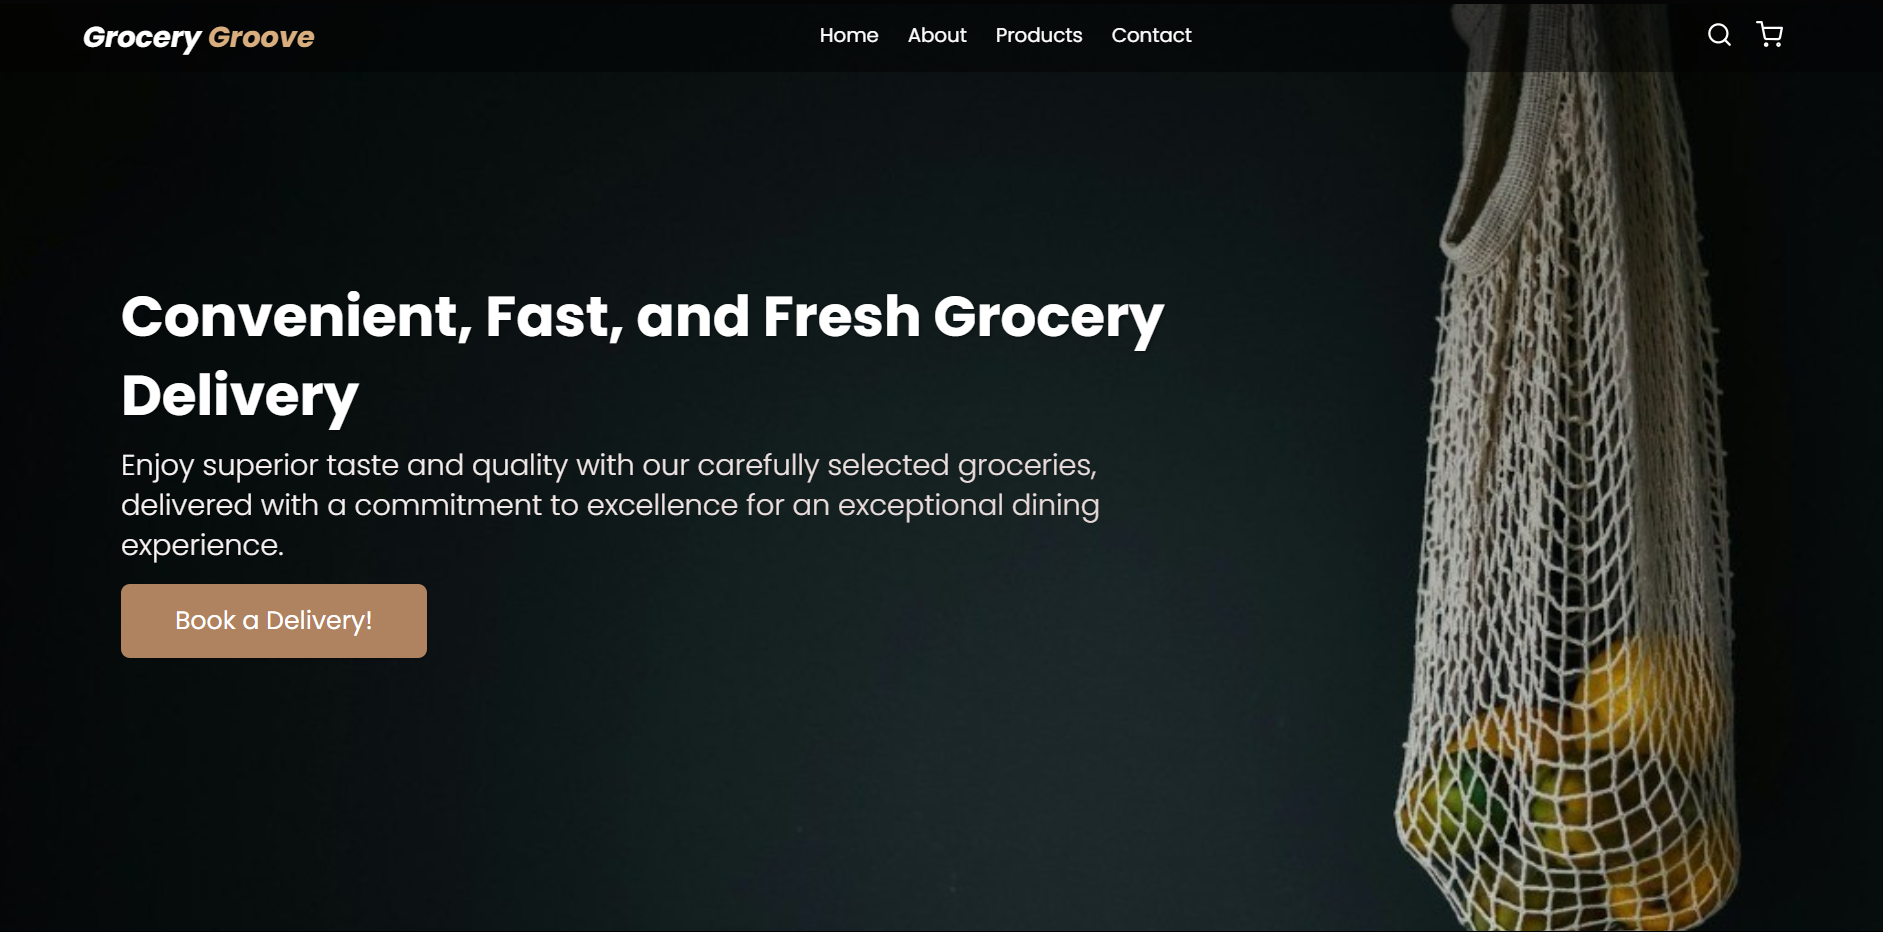 Grocery Groove
Home
About
Products
Contact
Convenient, Fast, and Fresh Grocery
Delivery
Enjoy superior taste and quality with our carefully selected groceries,
delivered with a commitment to excellence for an exceptional dining
experience.
Book a Delivery!